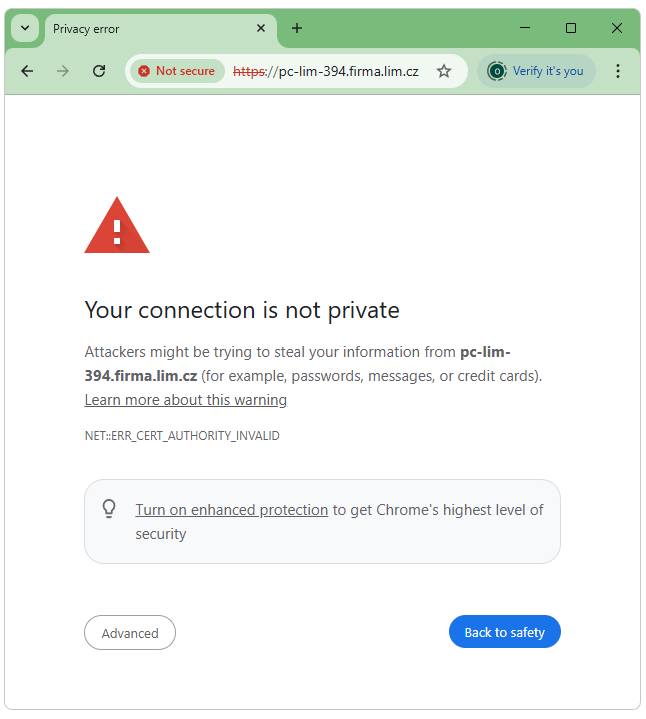 Privacy error
Not secure https://pc-lim-394.firma.lim.cz O Verify it's you
Your connection is not private
Attackers might be trying to steal your information from pc-lim-
394.firma.lim.cz (for example, passwords, messages, or credit cards).
Learn more about this warning
NET::ERR_CERT_AUTHORITY_INVALID
Turn on enhanced protection to get Chrome's highest level of
security
Advanced Back to safety